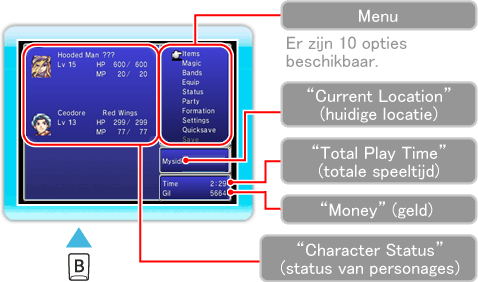 Menu
Er zijn 10 opties
beschikbaar.
Hooded Man ???
Lv 15 HP 600/ 600
MP 20/ 20
Ceodore Red Wings
Lv 13 HP 299/ 299
MP 77/ 77
Items
Magic
Bands
Equip
Status
Party
Formation
Settings
Quicksave
Save
Mysidi
Time 2:29
Gil 5664
“Current Location”
(huidige locatie)
“Total Play Time”
(totale speeltijd)
“Money” (geld)
“Character Status”
(status van personages)
B